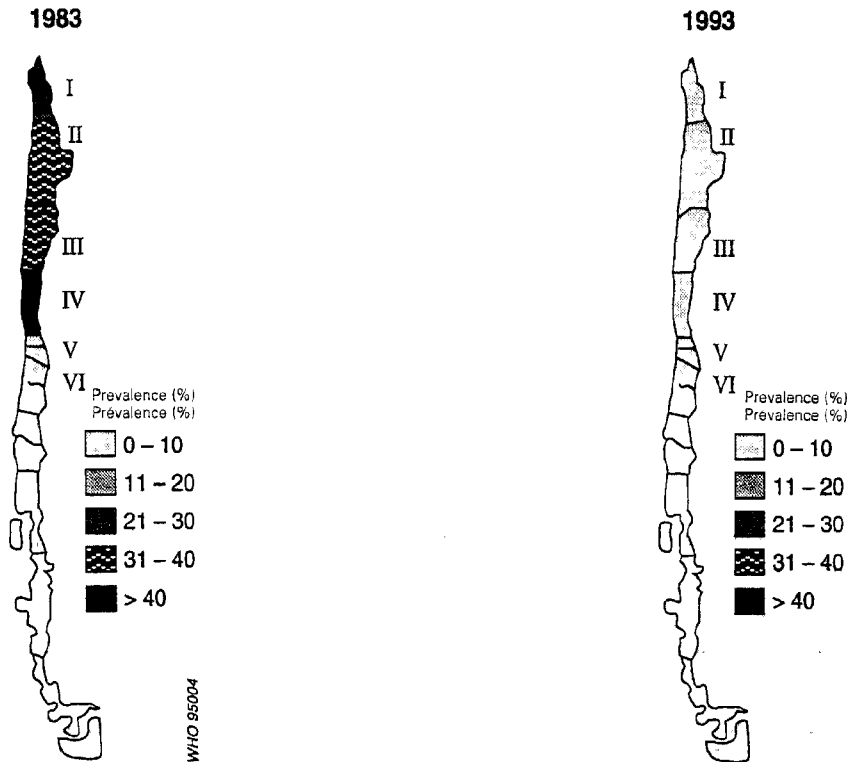 1983
I
II
III
IV
V
VI
Prevalence (%)
Prévalence (%)
0 – 10
11 – 20
21 – 30
31 – 40
> 40
WHO 95004
1993
I
II
III
IV
V
VI
Prevalence (%)
Prévalence (%)
0 – 10
11 – 20
21 – 30
31 – 40
> 40